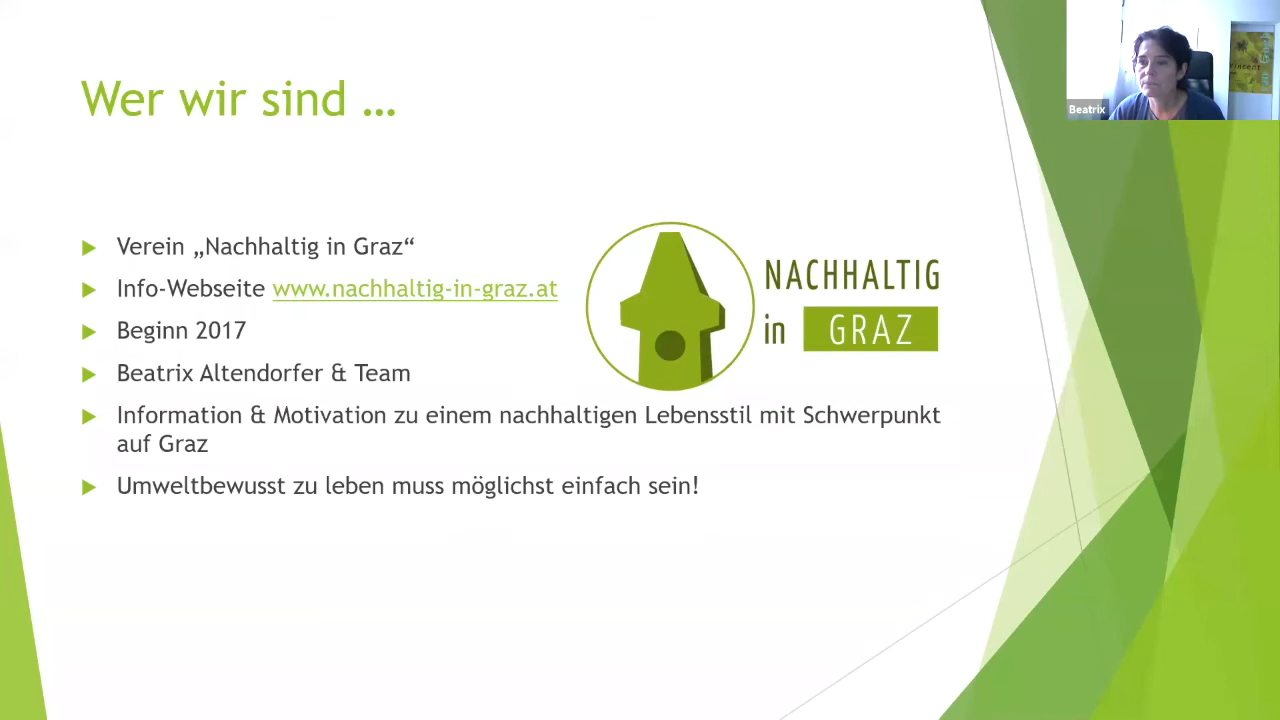 Wer wir sind …
Verein „Nachhaltig in Graz“
Info-Webseite www.nachhaltig-in-graz.at
Beginn 2017
Beatrix Altendorfer & Team
Information & Motivation zu einem nachhaltigen Lebensstil mit Schwerpunkt
auf Graz
Umweltbewusst zu leben muss möglichst einfach sein!
NACHHALTIG
in GRAZ
Beatrix